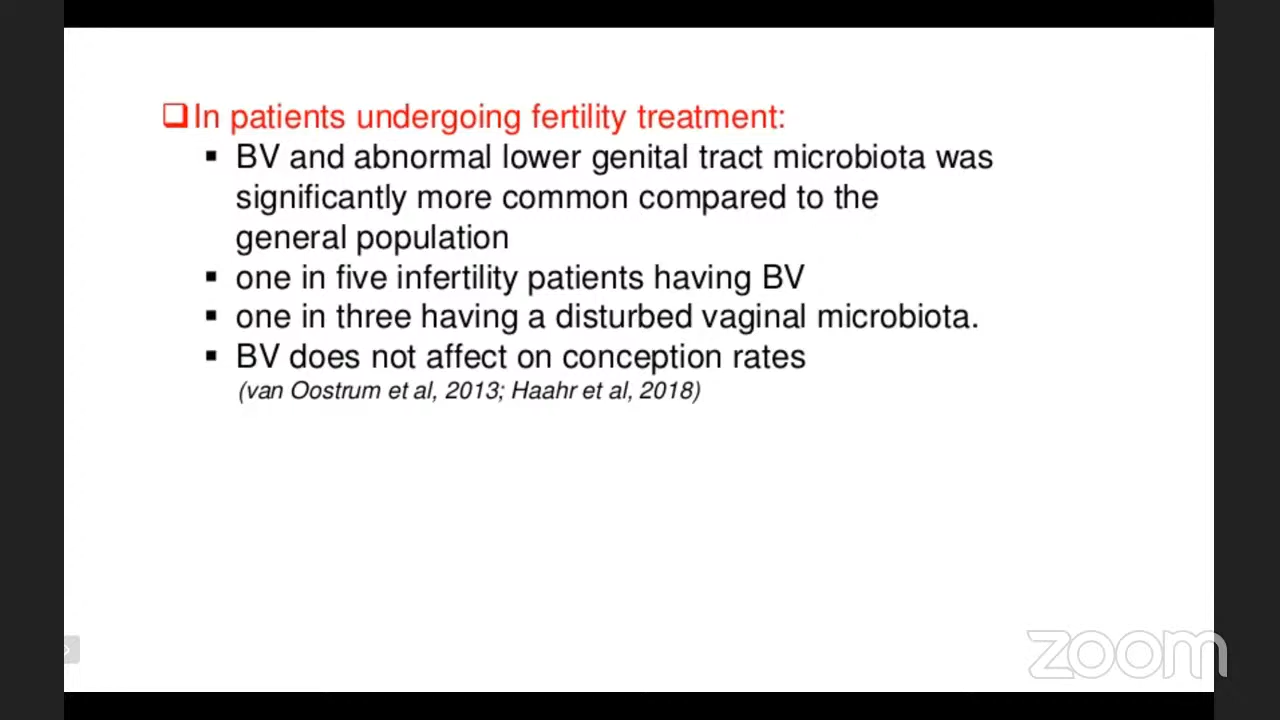 In patients undergoing fertility treatment:
BV and abnormal lower genital tract microbiota was
significantly more common compared to the
general population
one in five infertility patients having BV
one in three having a disturbed vaginal microbiota.
BV does not affect on conception rates
(van Oostrum et al, 2013; Haahr et al, 2018)
zoom